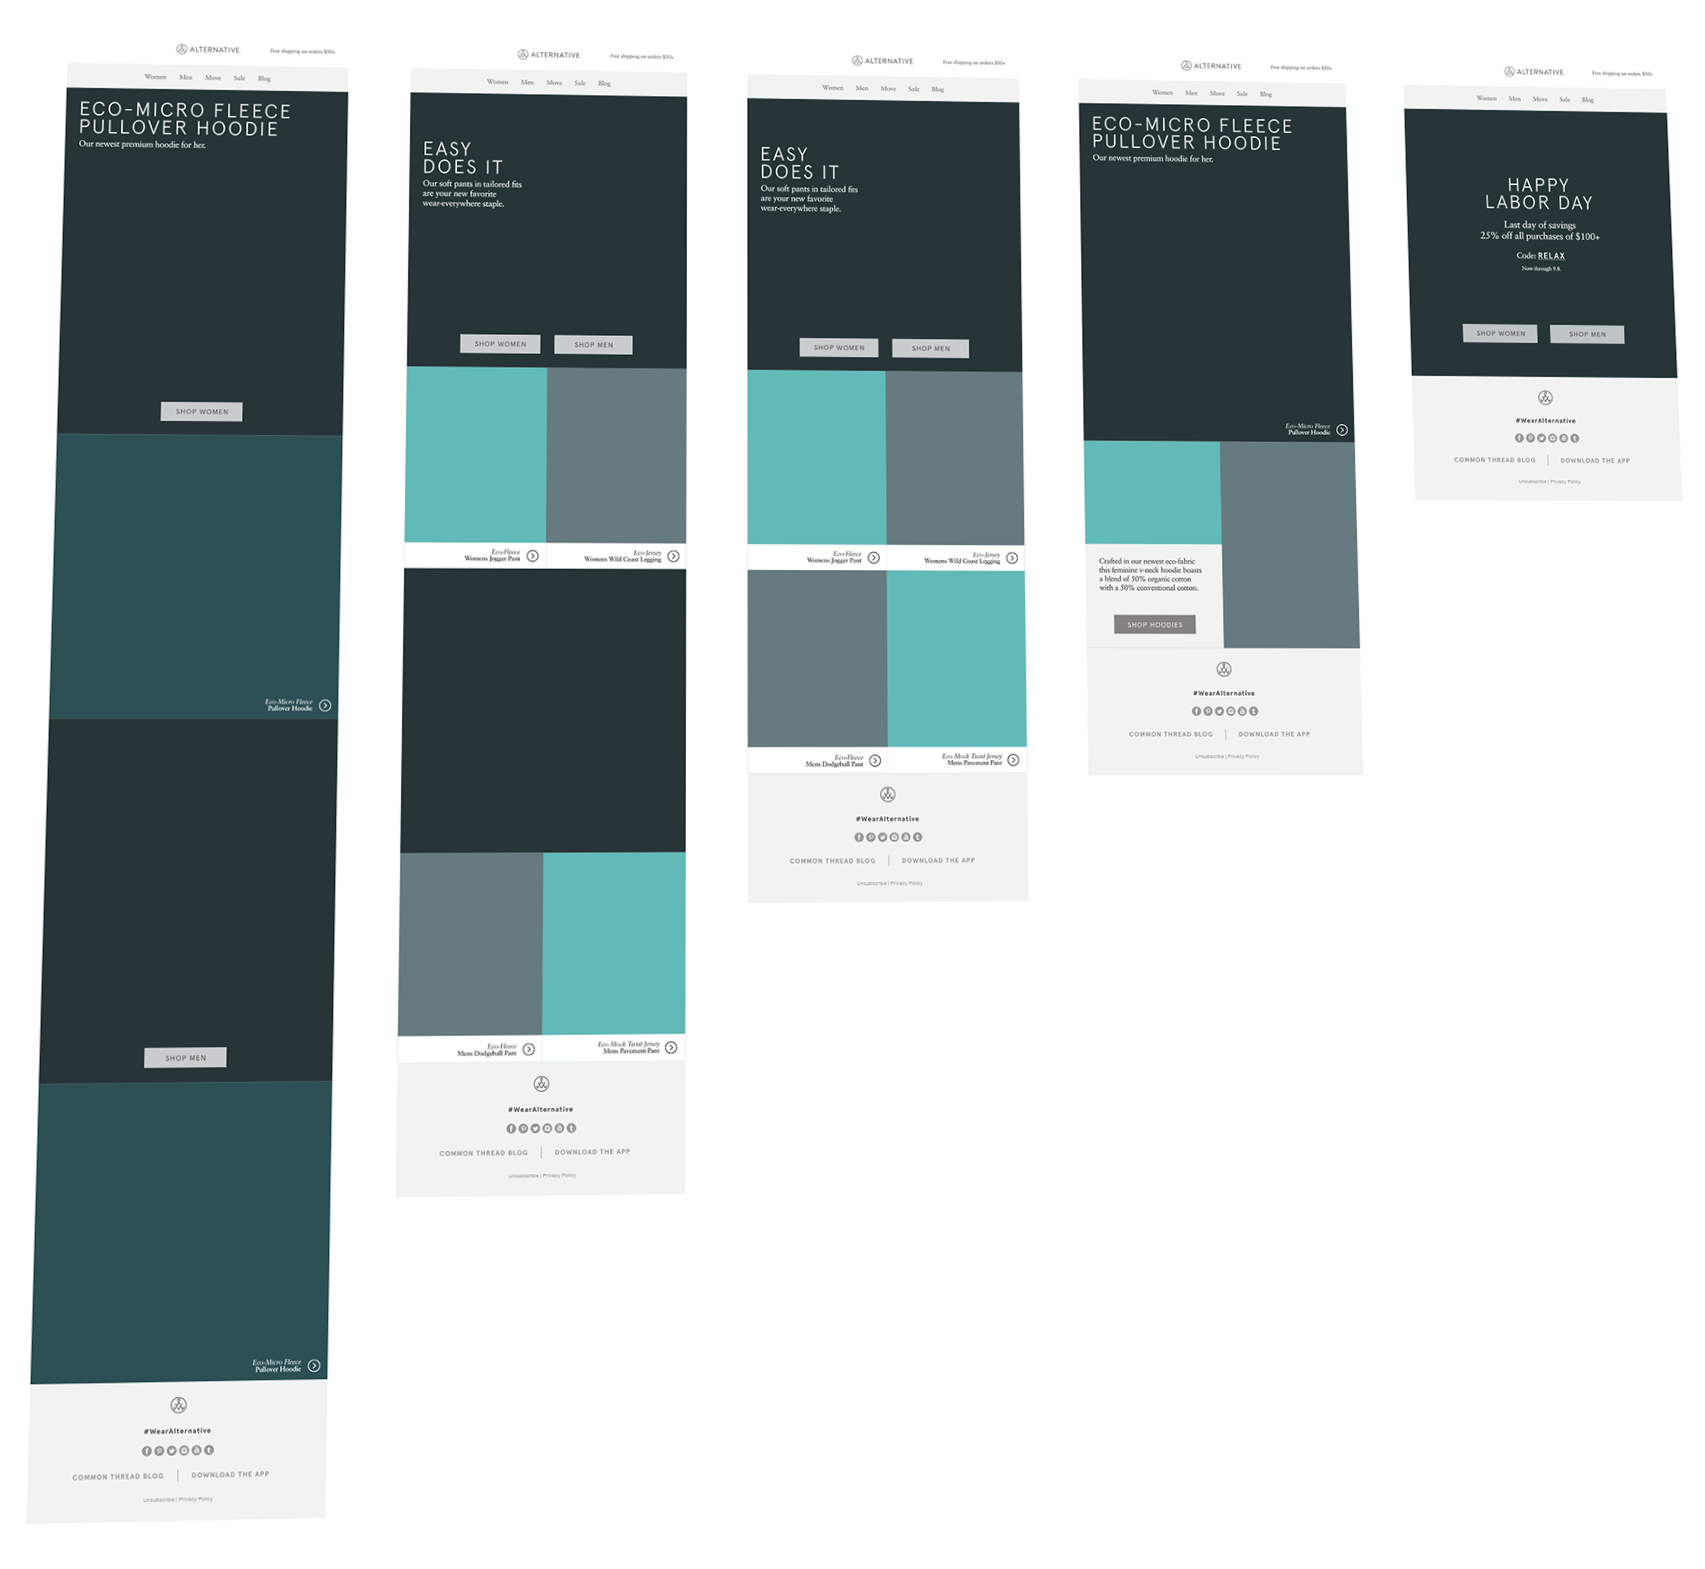 ALTERNATIVE
Free shipping on orders $50+
Women Men Move Sale Blog
ECO-MICRO FLEECE
PULLOVER HOODIE
Our newest premium hoodie for her.
SHOP WOMEN
Eco-Micro Fleece
Pullover Hoodie
SHOP MEN
Eco-Micro Fleece
Pullover Hoodie
#WearAlternative
COMMON THREAD BLOG | DOWNLOAD THE APP
Unsubscribe | Privacy Policy
ALTERNATIVE
Free shipping on orders $50+
Women Men Move Sale Blog
EASY
DOES IT
Our soft pants in tailored fits
are your new favorite
wear-everywhere staple.
SHOP WOMEN SHOP MEN
Eco-Fleece
Womens Jogger Pant
Eco-Jersey
Womens Wild Coast Legging
Eco-Fleece
Mens Dodgeball Pant
Eco Mock Twist Jersey
Mens Pavement Pant
#WearAlternative
COMMON THREAD BLOG | DOWNLOAD THE APP
Unsubscribe | Privacy Policy
ALTERNATIVE
Free shipping on orders $50+
Women Men Move Sale Blog
EASY
DOES IT
Our soft pants in tailored fits
are your new favorite
wear-everywhere staple.
SHOP WOMEN SHOP MEN
Eco-Fleece
Womens Jogger Pant
Eco-Jersey
Womens Wild Coast Legging
Eco-Fleece
Mens Dodgeball Pant
Eco Mock Twist Jersey
Mens Pavement Pant
#WearAlternative
COMMON THREAD BLOG | DOWNLOAD THE APP
Unsubscribe | Privacy Policy
ALTERNATIVE
Free shipping on orders $50+
Women Men Move Sale Blog
ECO-MICRO FLEECE
PULLOVER HOODIE
Our newest premium hoodie for her.
Eco-Micro Fleece
Pullover Hoodie
Crafted in our newest eco-fabric
this feminine v-neck hoodie boasts
a blend of 50% organic cotton
with a 50% conventional cotton.
SHOP HOODIES
#WearAlternative
COMMON THREAD BLOG | DOWNLOAD THE APP
Unsubscribe | Privacy Policy
ALTERNATIVE
Free shipping on orders $50+
Women Men Move Sale Blog
HAPPY
LABOR DAY
Last day of savings
25% off all purchases of $100+
Code: RELAX
Now through 9.8.
SHOP WOMEN SHOP MEN
#WearAlternative
COMMON THREAD BLOG | DOWNLOAD THE APP
Unsubscribe | Privacy Policy